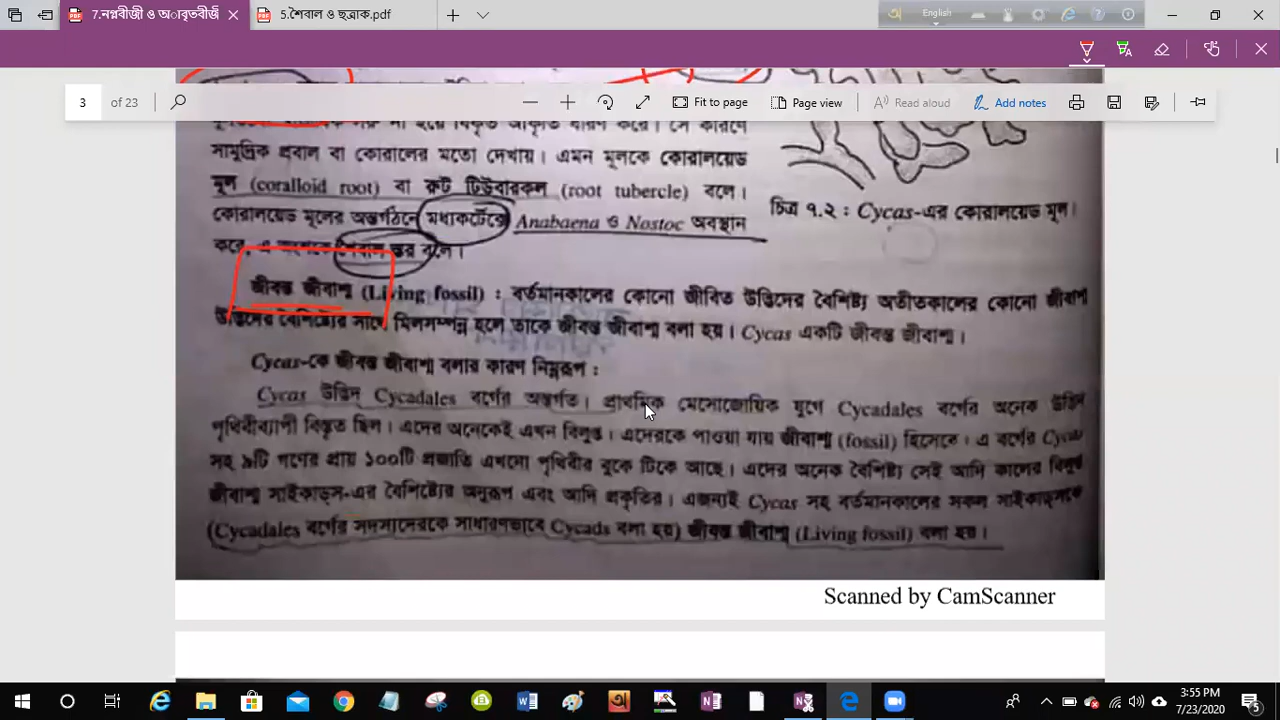 7.নগ্নবীজী ও আবৃতবীজী
5.শৈবাল ও ছত্রাক.pdf
English
3 of 23
Fit to page
Page view
Read aloud
Add notes
সামুদ্রিক প্রবাল বা কোরালের মতো দেখায়। এমন মূলকে কোরালয়েড
মূল (coralloid root) বা রুট টিউবারকল (root tubercle) বলে।
কোরালয়েড মূলের অন্তর্গঠনে মধ্যকর্টেক্সে Anabaena ও Nostoc অবস্থান
করে, এ অংশকে শৈবাল স্তর বলে।
চিত্র ৭.২ : Cycas-এর কোরালয়েড মূল।
জীবন্ত জীবাশ্ম (Living fossil) : বর্তমানকালের কোনো জীবিত উদ্ভিদের বৈশিষ্ট্য অতীতকালের কোনো জীবাশ্ম
উদ্ভিদের বৈশিষ্ট্যের সাথে মিলসম্পন্ন হলে তাকে জীবন্ত জীবাশ্ম বলা হয়। Cycas একটি জীবন্ত জীবাশ্ম।
Cycas-কে জীবন্ত জীবাশ্ম বলার কারণ নিম্নরূপ :
Cycas উদ্ভিদ Cycadales বর্গের অন্তর্গত। প্রাথমিক মেসোজোয়িক যুগে Cycadales বর্গের অনেক উদ্ভিদ
পৃথিবীব্যাপী বিস্তৃত ছিল। এদের অনেকেই এখন বিলুপ্ত। এদেরকে পাওয়া যায় জীবাশ্ম (fossil) হিসেবে। এ বর্গের Cycas
সহ ৯টি গণের প্রায় ১০০টি প্রজাতি এখনো পৃথিবীর বুকে টিকে আছে। এদের অনেক বৈশিষ্ট্য সেই আদি কালের বিলুপ্ত
জীবাশ্ম সাইকাড্স-এর বৈশিষ্ট্যের অনুরূপ এবং আদি প্রকৃতির। এজন্যই Cycas সহ বর্তমানকালের সকল সাইকাড্সকে
(Cycadales বর্গের সদস্যদেরকে সাধারণভাবে Cycads বলা হয়) জীবন্ত জীবাশ্ম (Living fossil) বলা হয়।
Scanned by CamScanner
3:55 PM
7/23/2020